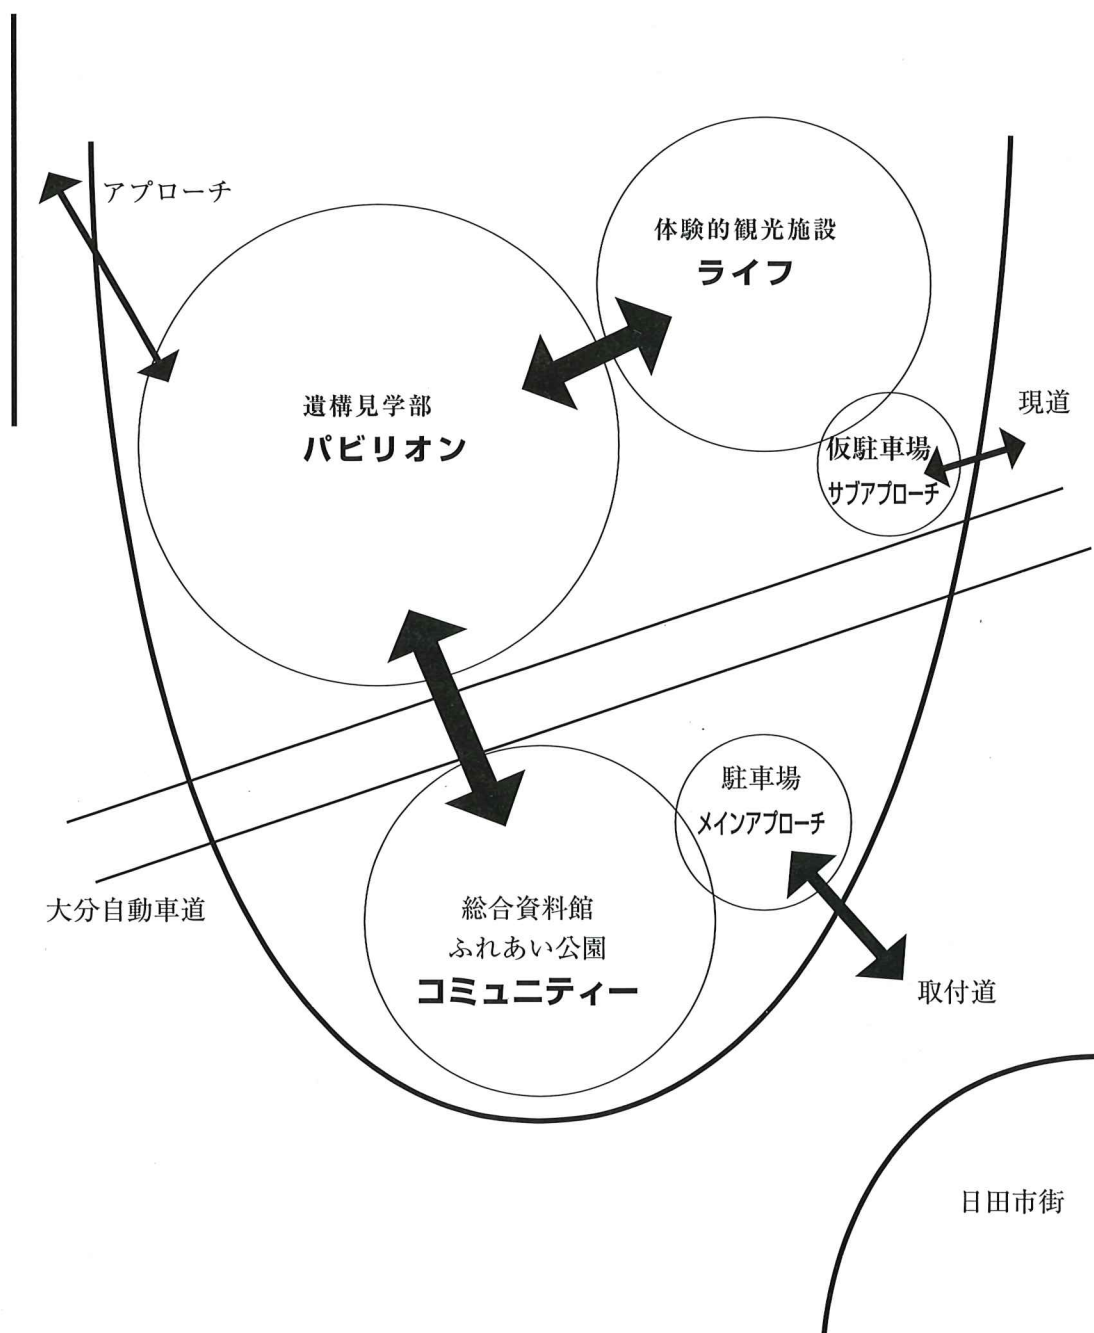 アプローチ
体験的観光施設
ライフ
遺構見学部
パビリオン
現道
仮駐車場
サブアプローチ
駐車場
メインアプローチ
大分自動車道
総合資料館
ふれあい公園
コミュニティー
取付道
日田市街